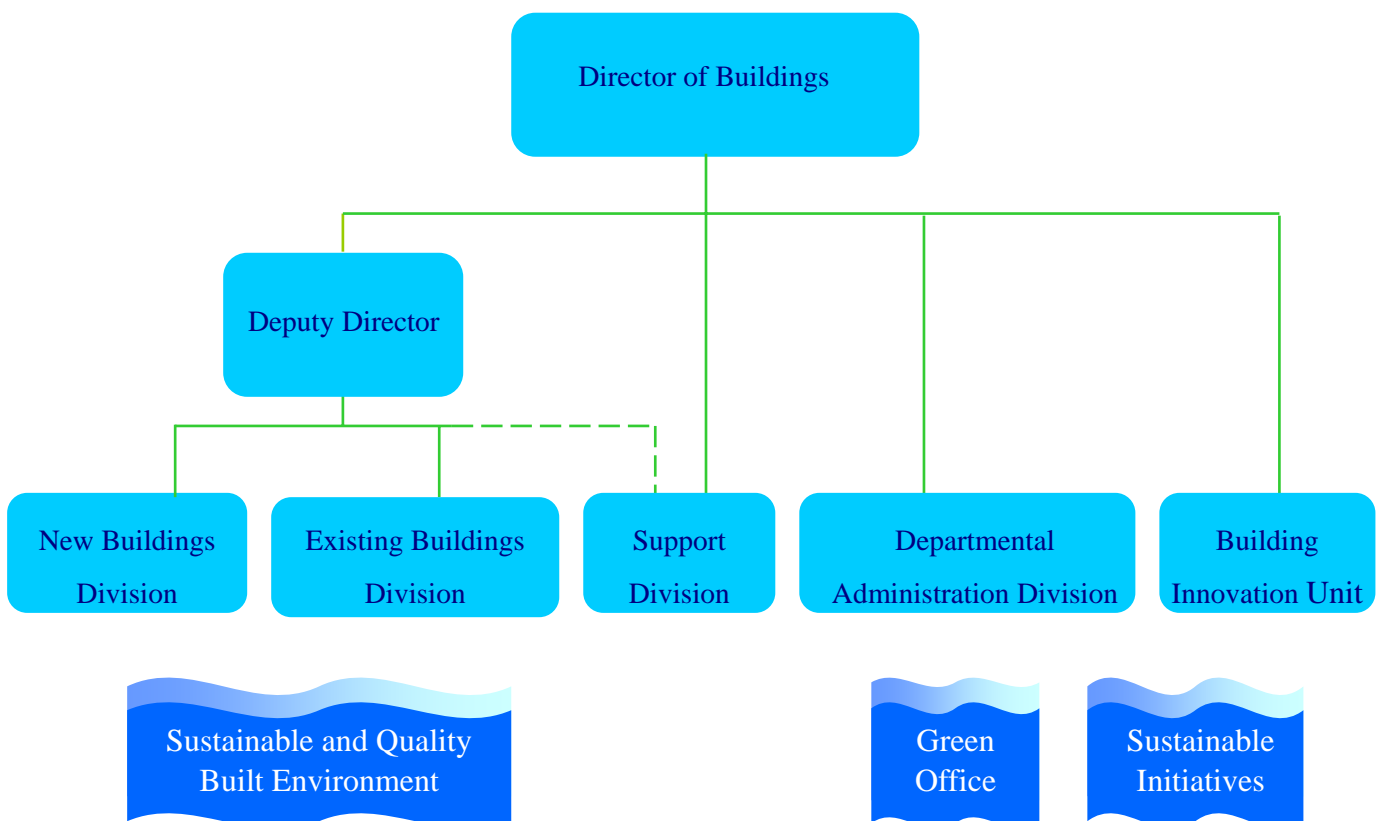 Director of Buildings
Deputy Director
New Buildings
Division
Existing Buildings
Division
Support
Division
Departmental
Administration Division
Building
Innovation Unit
Sustainable and Quality
Built Environment
Green
Office
Sustainable
Initiatives